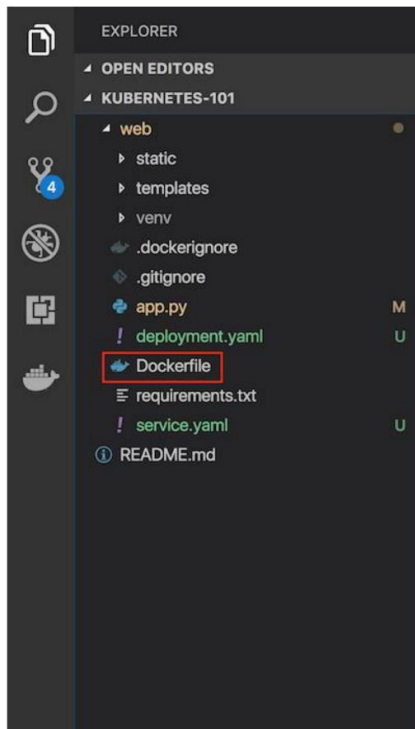 EXPLORER
OPEN EDITORS
KUBERNETES-101
web
static
templates
venv
4
.dockerignore
.gitignore
app.py M
! deployment.yaml U
Dockerfile
requirements.txt
! service.yaml U
README.md